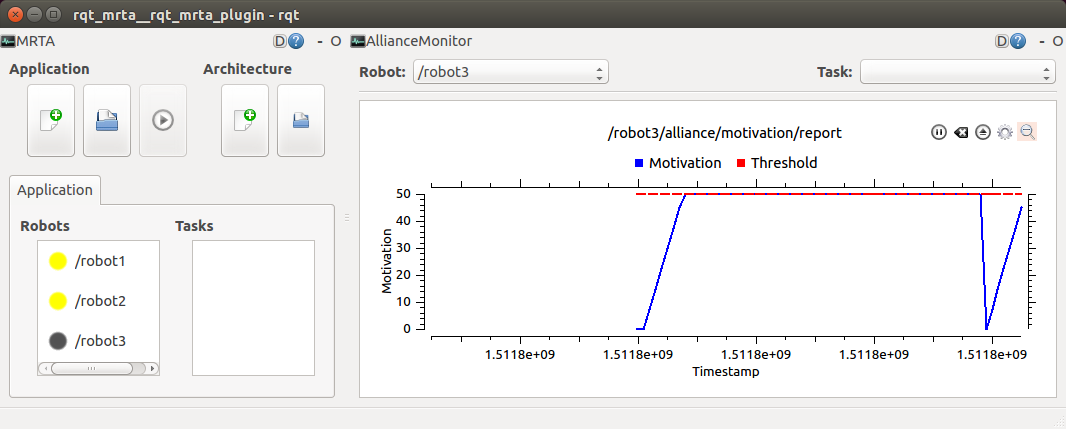 rqt_mrta__rqt_mrta_plugin - rqt
MRTA
D ? - O
AllianceMonitor
D ? - O
Application
Architecture
Robot: /robot3
Task:
/robot3/alliance/motivation/report
Motivation
Threshold
Application
Robots
Tasks
/robot1
/robot2
/robot3
Motivation
50
40
30
20
10
0
1.5118e+09 1.5118e+09 1.5118e+09 1.5118e+09 1.5118e+09
Timestamp